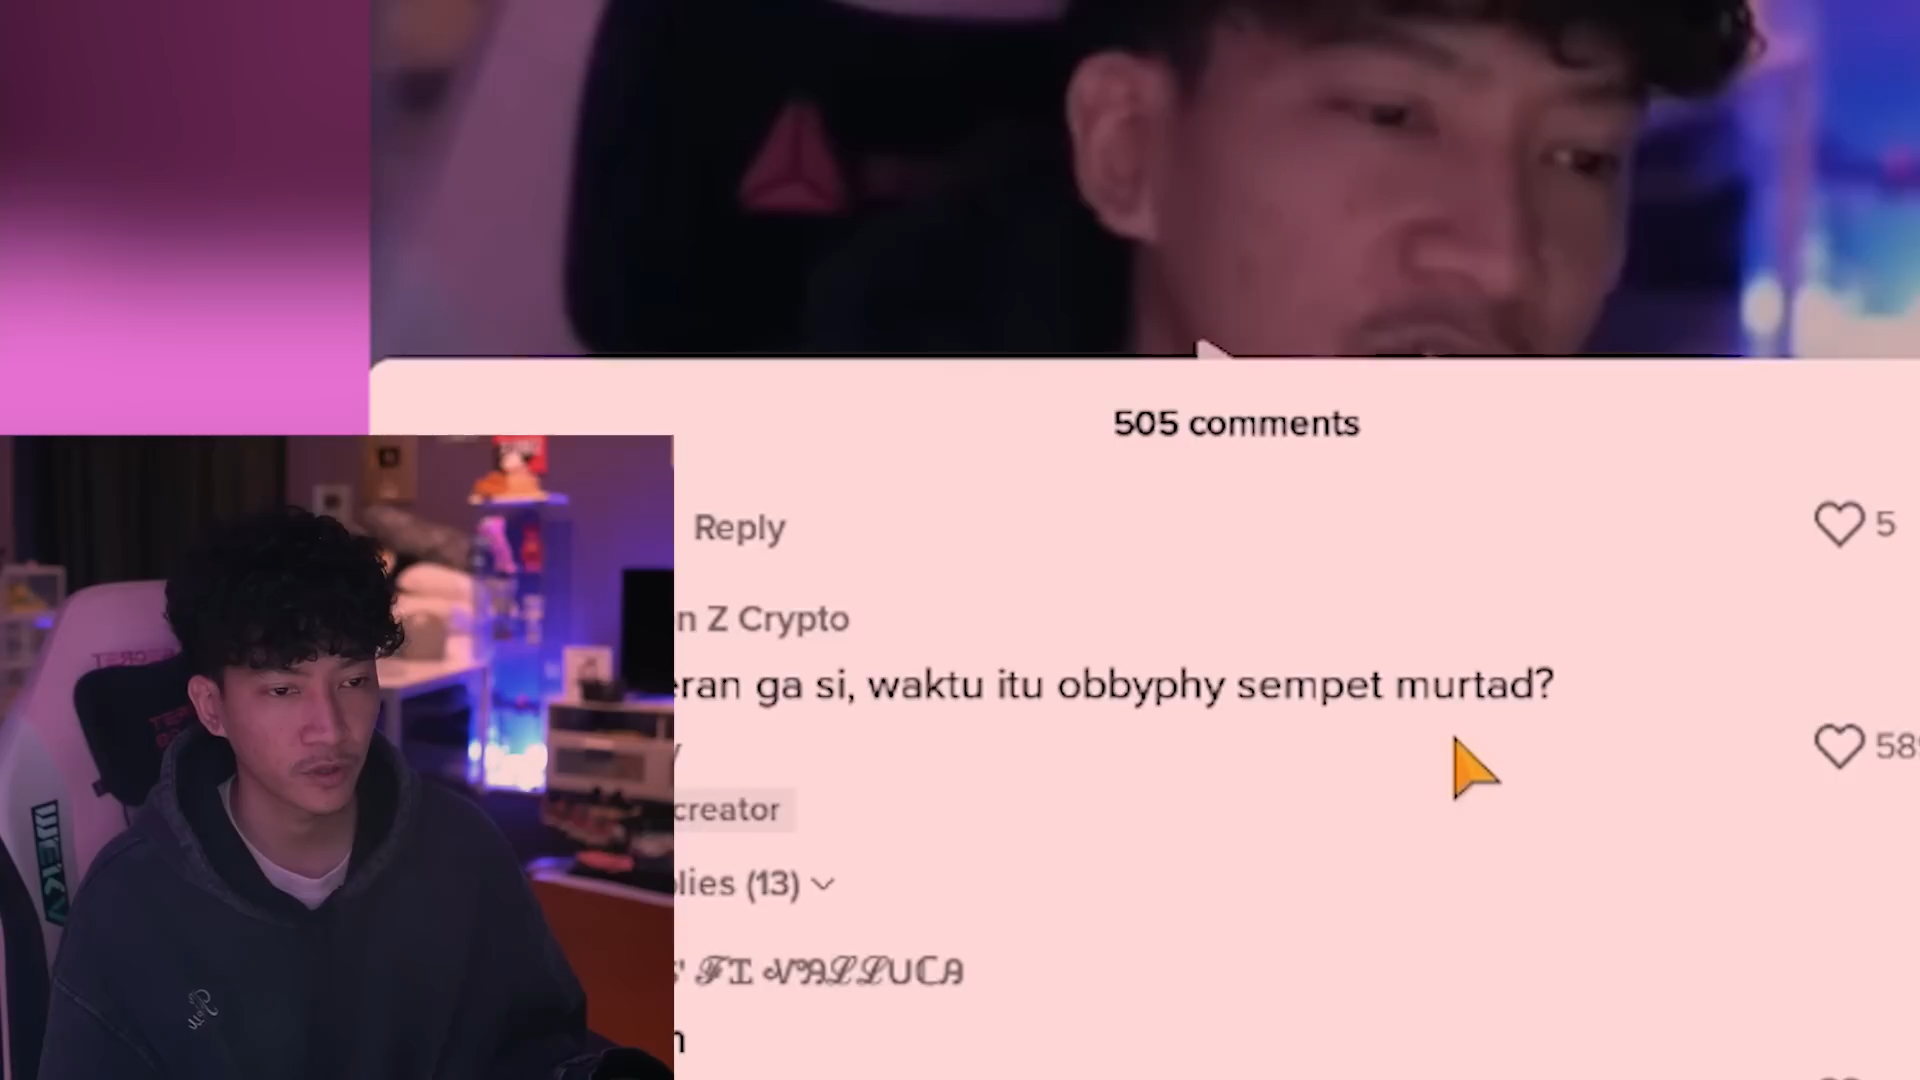 505 comments
Reply
5
n Z Crypto
eran ga si, waktu itu obbyphy sempet murtad?
58
creator
lies (13)
ℱI VALLUCA